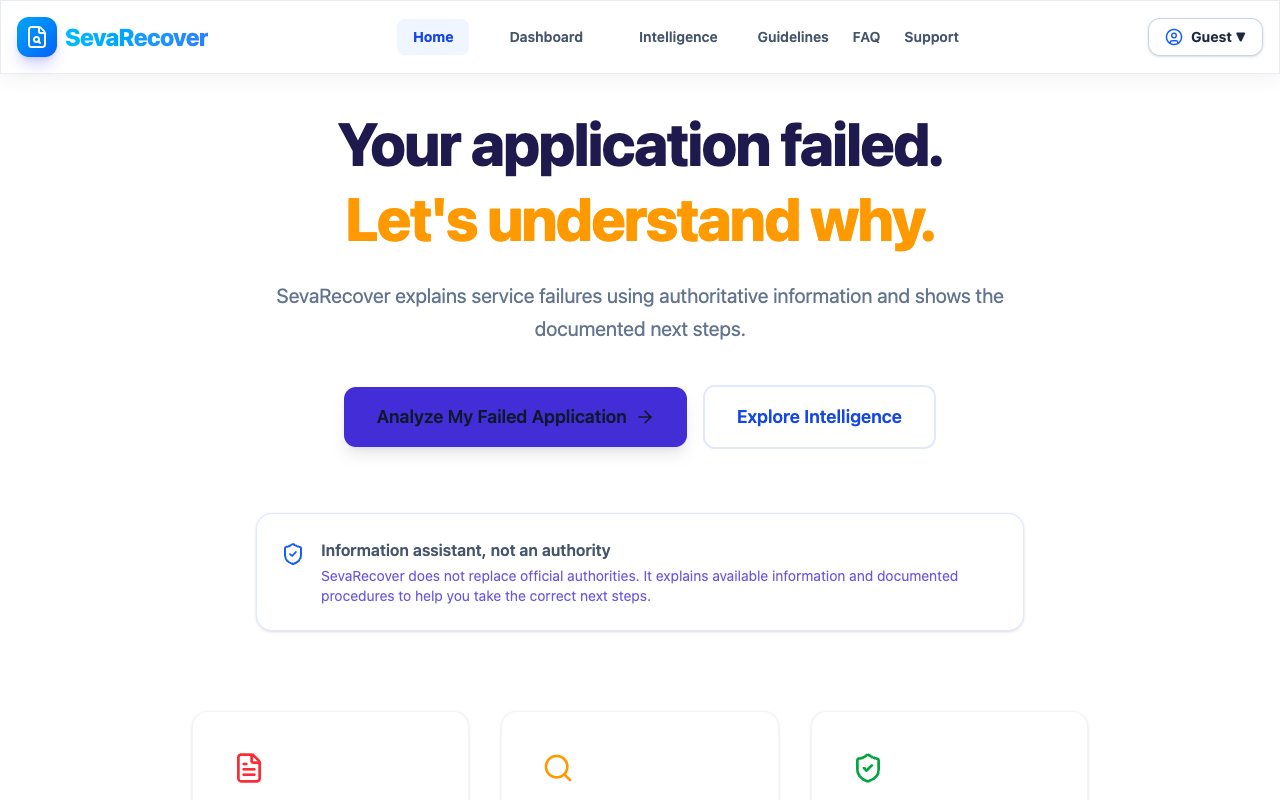 SevaRecover
Home
Dashboard
Intelligence
Guidelines
FAQ
Support
Guest ▼
Your application failed.
Let's understand why.
SevaRecover explains service failures using authoritative information and shows the
documented next steps.
Analyze My Failed Application →
Explore Intelligence
Information assistant, not an authority
SevaRecover does not replace official authorities. It explains available information and documented
procedures to help you take the correct next steps.